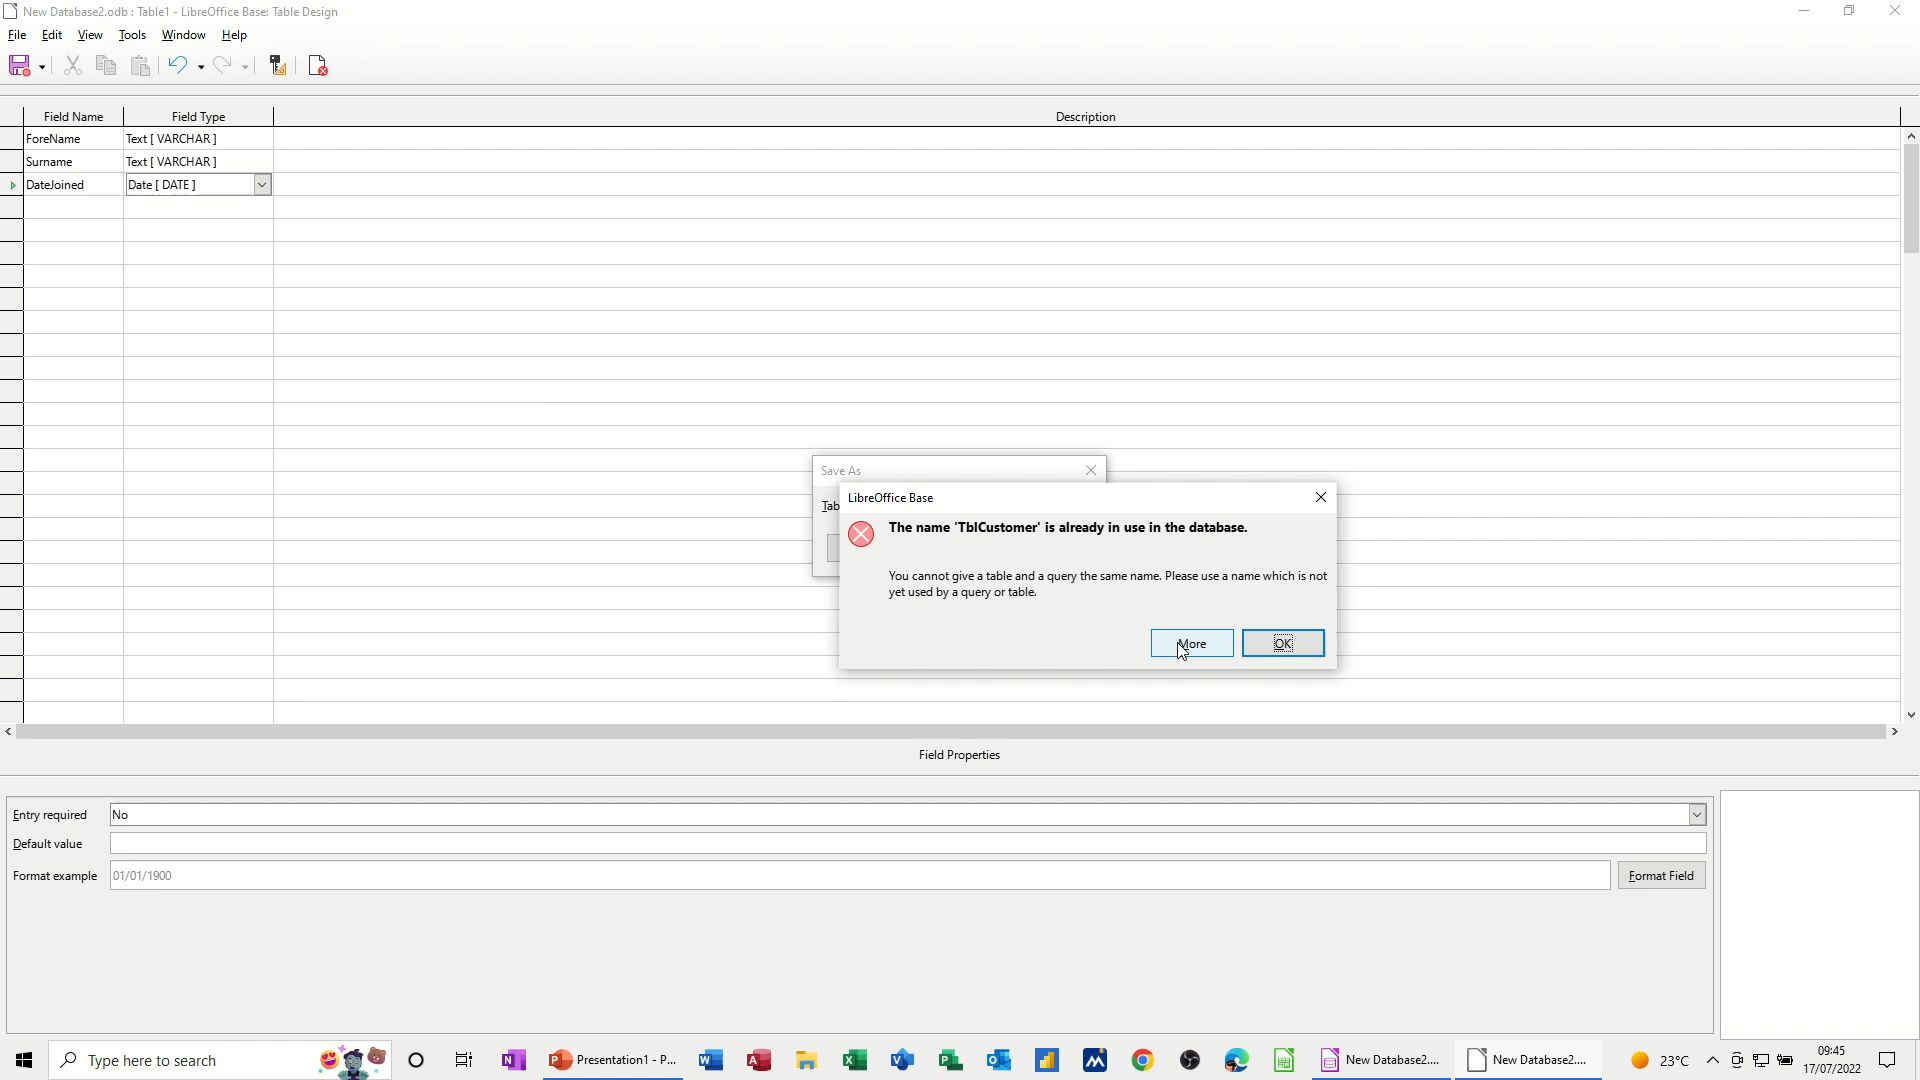 New Database2.odb : Table1 - LibreOffice Base: Table Design
File Edit View Tools Window Help
Field Name Field Type Description
ForeName Text [ VARCHAR ]
Surname Text [ VARCHAR ]
DateJoined Date [ DATE ]
Save As
Tab
LibreOffice Base
The name 'TblCustomer' is already in use in the database.
You cannot give a table and a query the same name. Please use a name which is not
yet used by a query or table.
More OK
Field Properties
Entry required No
Default value
Format example 01/01/1900 Format Field
Type here to search
Presentation1 - P...
New Database2....
New Database2....
23°C
09:45
17/07/2022